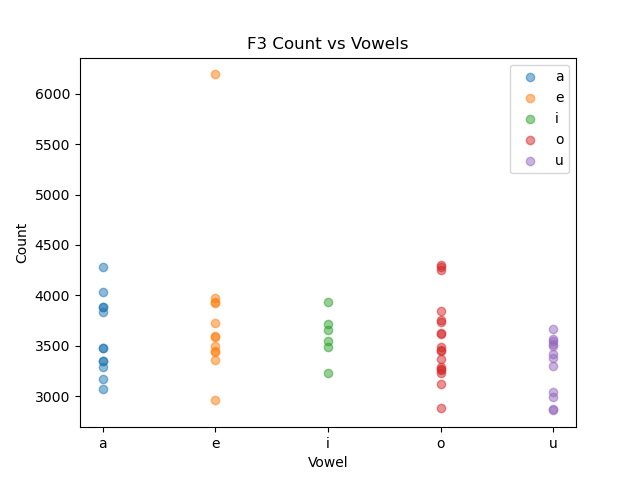 F3 Count vs Vowels
a
e
i
o
u
6000
5500
5000
4500
4000
3500
3000
Count
a e i o u
Vowel